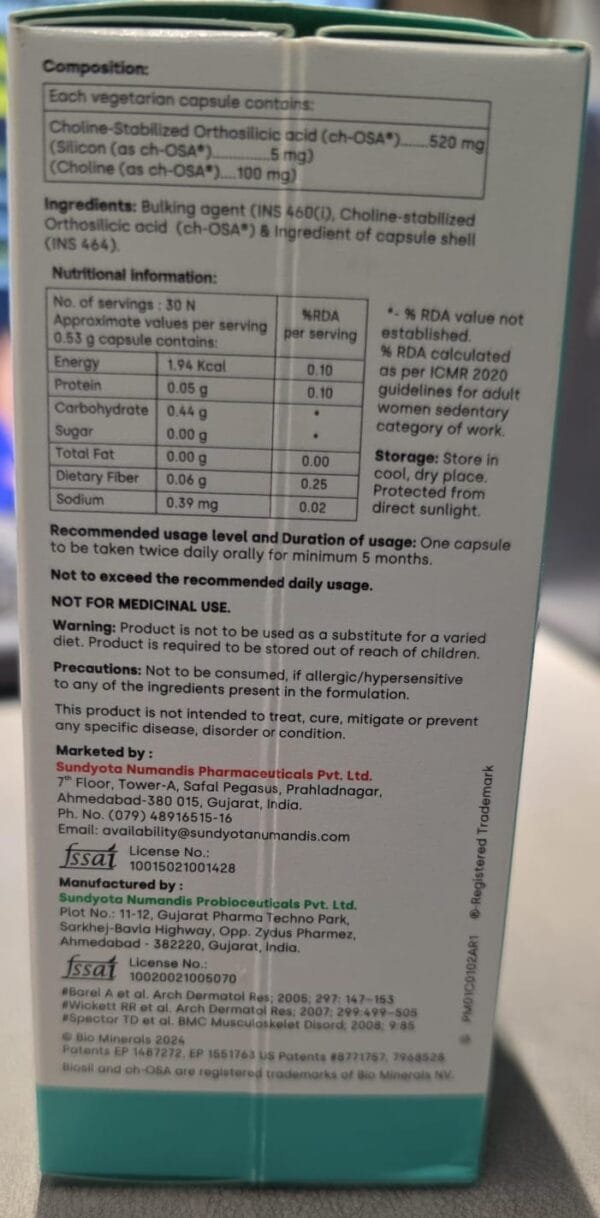 Composition:
Each vegetarian capsule contains:
Choline-Stabilized Orthosilicic acid (ch-OSA®).......520 mg
(Silicon (as ch-OSA®)..............5 mg)
(Choline (as ch-OSA®)....100 mg)
Ingredients: Bulking agent (INS 460(i), Choline-stabilized
Orthosilicic acid (ch-OSA®) & Ingredient of capsule shell
(INS 464).
Nutritional information:
No. of servings : 30 N
Approximate values per serving
0.53 g capsule contains:
%RDA
per serving
Energy 1.94 Kcal 0.10
Protein 0.05 g 0.10
Carbohydrate 0.44 g *
Sugar 0.00 g *
Total Fat 0.00 g 0.00
Dietary Fiber 0.06 g 0.25
Sodium 0.39 mg 0.02
*- % RDA value not
established.
% RDA calculated
as per ICMR 2020
guidelines for adult
women sedentary
category of work.
Storage: Store in
cool, dry place.
Protected from
direct sunlight.
Recommended usage level and Duration of usage: One capsule
to be taken twice daily orally for minimum 5 months.
Not to exceed the recommended daily usage.
NOT FOR MEDICINAL USE.
Warning: Product is not to be used as a substitute for a varied
diet. Product is required to be stored out of reach of children.
Precautions: Not to be consumed, if allergic/hypersensitive
to any of the ingredients present in the formulation.
This product is not intended to treat, cure, mitigate or prevent
any specific disease, disorder or condition.
Marketed by :
Sundyota Numandis Pharmaceuticals Pvt. Ltd.
7th Floor, Tower-A, Safal Pegasus, Prahladnagar,
Ahmedabad-380 015, Gujarat, India.
Ph. No. (079) 48916515-16
Email: availability@sundyotanumandis.com
fssai License No.:
10015021001428
Manufactured by :
Sundyota Numandis Probioceuticals Pvt. Ltd.
Plot No.: 11-12, Gujarat Pharma Techno Park,
Sarkhej-Bavla Highway, Opp. Zydus Pharmez,
Ahmedabad - 382220, Gujarat, India.
fssai License No.:
10020021005070
#Barel A et al. Arch Dermatol Res; 2005; 297: 147-153
#Wickett RR et al. Arch Dermatol Res; 2007; 299:499-505
#Spector TD et al. BMC Musculoskelet Disord; 2008; 9:85
© Bio Minerals 2024
Patents EP 1487272, EP 1551763 US Patents #8771757, 7968528
Biosil and ch-OSA are registered trademarks of Bio Minerals NV.
PM01C0102AR1 ®-Registered Trademark